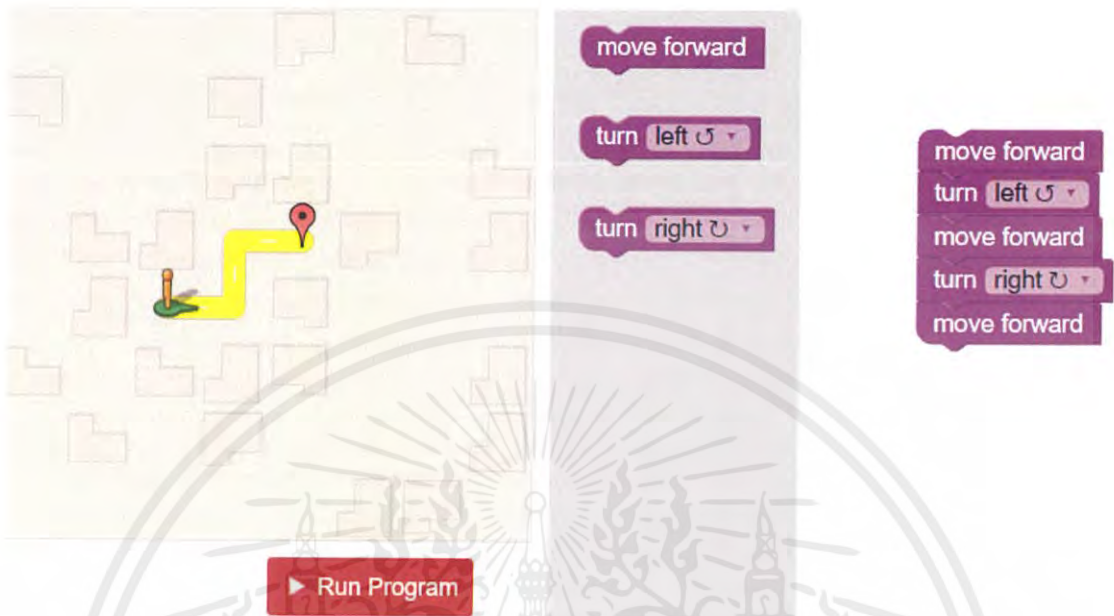 move forward
turn left ↺ ▼
turn right ↻ ▼
move forward
turn left ↺ ▼
move forward
turn right ↻ ▼
move forward
▶ Run Program